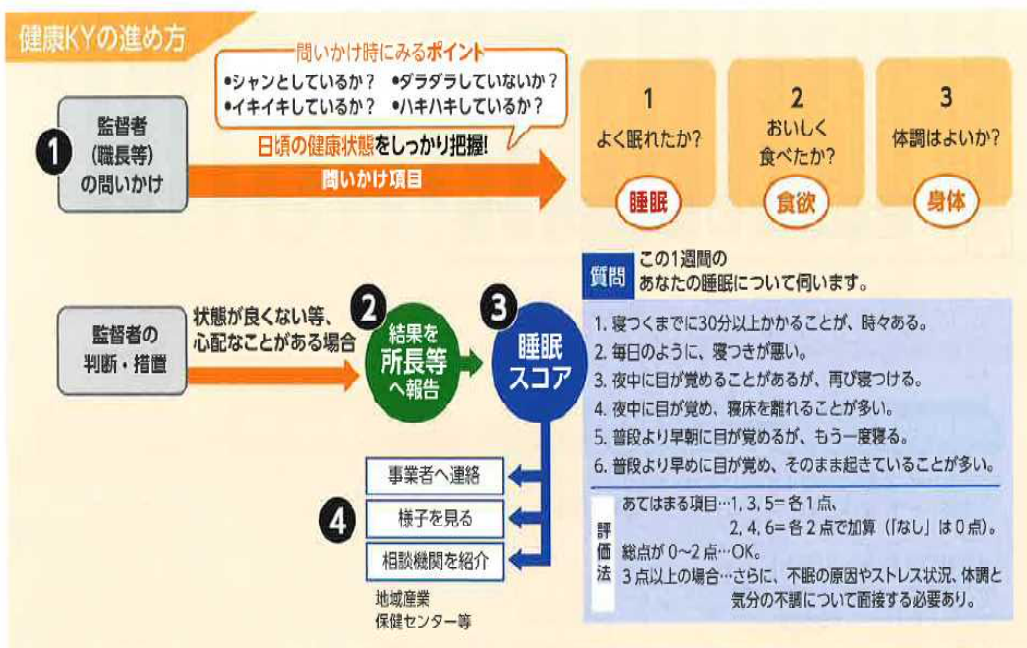 健康KYの進め方
問いかけ時にみるポイント
•シャンとしているか？ •ダラダラしていないか？
•イキイキしているか？ •ハキハキしているか？
1
監督者
(職長等)
の問いかけ
日頃の健康状態をしっかり把握!
問いかけ項目
1
よく眠れたか?
睡眠
2
おいしく
食べたか?
食欲
3
体調はよいか?
身体
監督者の
判断・措置
状態が良くない等、
心配なことがある場合
2
結果を
所長等
へ報告
3
睡眠
スコア
4
事業者へ連絡
様子を見る
相談機関を紹介
地域産業
保健センター等
質問
この1週間の
あなたの睡眠について伺います。
1. 寝つくまでに30分以上かかることが、時々ある。
2. 毎日のように、寝つきが悪い。
3. 夜中に目が覚めることがあるが、再び寝つける。
4. 夜中に目が覚め、寝床を離れることが多い。
5. 普段より早朝に目が覚めるが、もう一度寝る。
6. 普段より早めに目が覚め、そのまま起きていることが多い。
評価法
あてはまる項目…1, 3, 5=各1点、
2, 4, 6=各2点で加算（「なし」は0点）。
総点が0〜2点…OK。
3点以上の場合…さらに、不眠の原因やストレス状況、体調と
気分の不調について面接する必要あり。